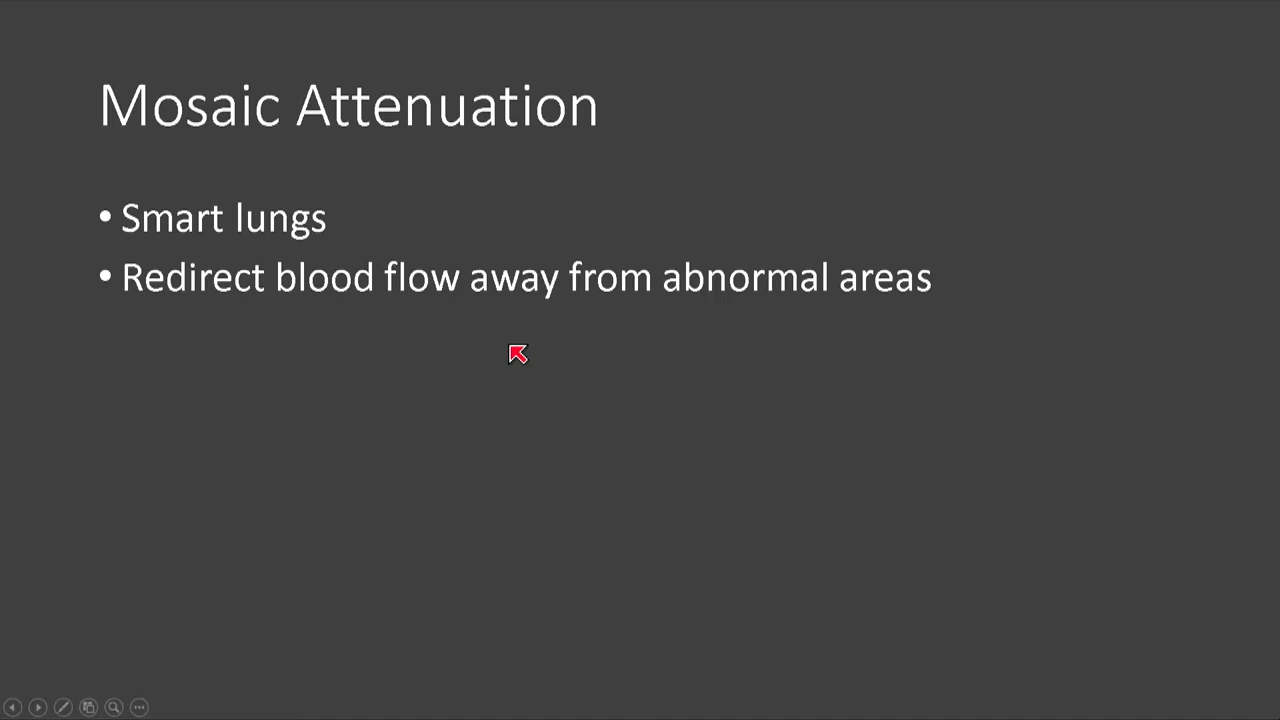 Mosaic Attenuation
• Smart lungs
• Redirect blood flow away from abnormal areas